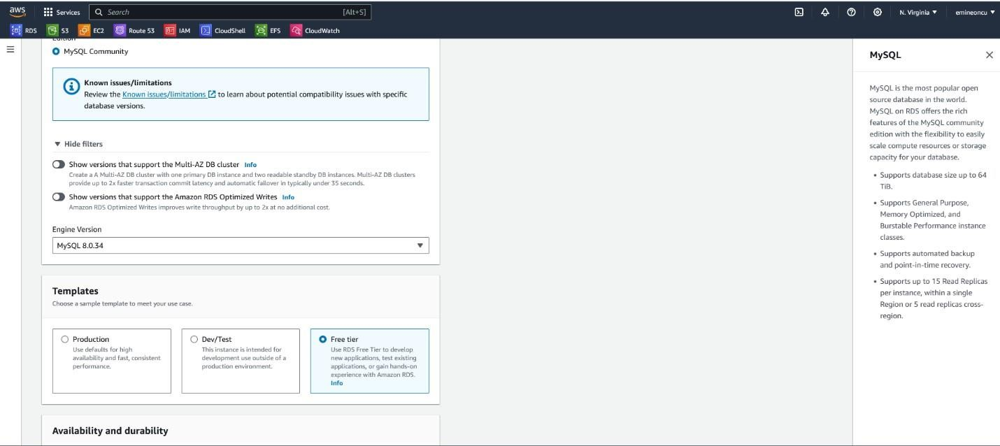 aws
Services
Search
[Alt+S]
N. Virginia
emineoncu
RDS
S3
EC2
Route 53
IAM
CloudShell
EFS
CloudWatch
Edition
MySQL Community
Known issues/limitations
Review the Known issues/limitations to learn about potential compatibility issues with specific
database versions.
Hide filters
Show versions that support the Multi-AZ DB cluster Info
Create a A Multi-AZ DB cluster with one primary DB instance and two readable standby DB instances. Multi-AZ DB clusters
provide up to 2x faster transaction commit latency and automatic failover in typically under 35 seconds.
Show versions that support the Amazon RDS Optimized Writes Info
Amazon RDS Optimized Writes improves write throughput by up to 2x at no additional cost.
Engine Version
MySQL 8.0.34
Templates
Choose a sample template to meet your use case.
Production
Use defaults for high
availability and fast, consistent
performance.
Dev/Test
This instance is intended for
development use outside of a
production environment.
Free tier
Use RDS Free Tier to develop
new applications, test existing
applications, or gain hands-on
experience with Amazon RDS.
Info
Availability and durability
MySQL
MySQL is the most popular open
source database in the world.
MySQL on RDS offers the rich
features of the MySQL community
edition with the flexibility to easily
scale compute resources or storage
capacity for your database.
• Supports database size up to 64
TiB.
• Supports General Purpose,
Memory Optimized, and
Burstable Performance instance
classes.
• Supports automated backup
and point-in-time recovery.
• Supports up to 15 Read Replicas
per instance, within a single
Region or 5 read replicas cross-
region.